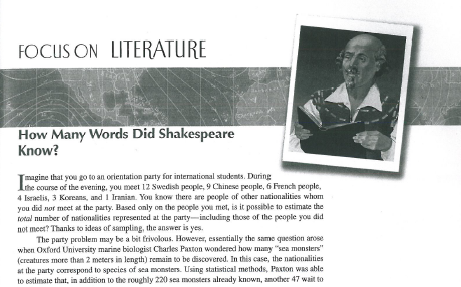 FOCUS ON LITERATURE
How Many Words Did Shakespeare
Know?
Imagine that you go to an orientation party for international students. During
the course of the evening, you meet 12 Swedish people, 9 Chinese people, 6 French people,
4 Israelis, 3 Koreans, and 1 Iranian. You know there are people of other nationalities whom
you did not meet at the party. Based only on the people you met, is it possible to estimate the
total number of nationalities represented at the party—including those of the people you did
not meet? Thanks to ideas of sampling, the answer is yes.
The party problem may be a bit frivolous. However, essentially the same question arose
when Oxford University marine biologist Charles Paxton wondered how many "sea monsters"
(creatures more than 2 meters in length) remain to be discovered. In this case, the nationalities
at the party correspond to species of sea monsters. Using statistical methods, Paxton was able
to estimate that, in addition to the roughly 220 sea monsters already known, another 47 wait to